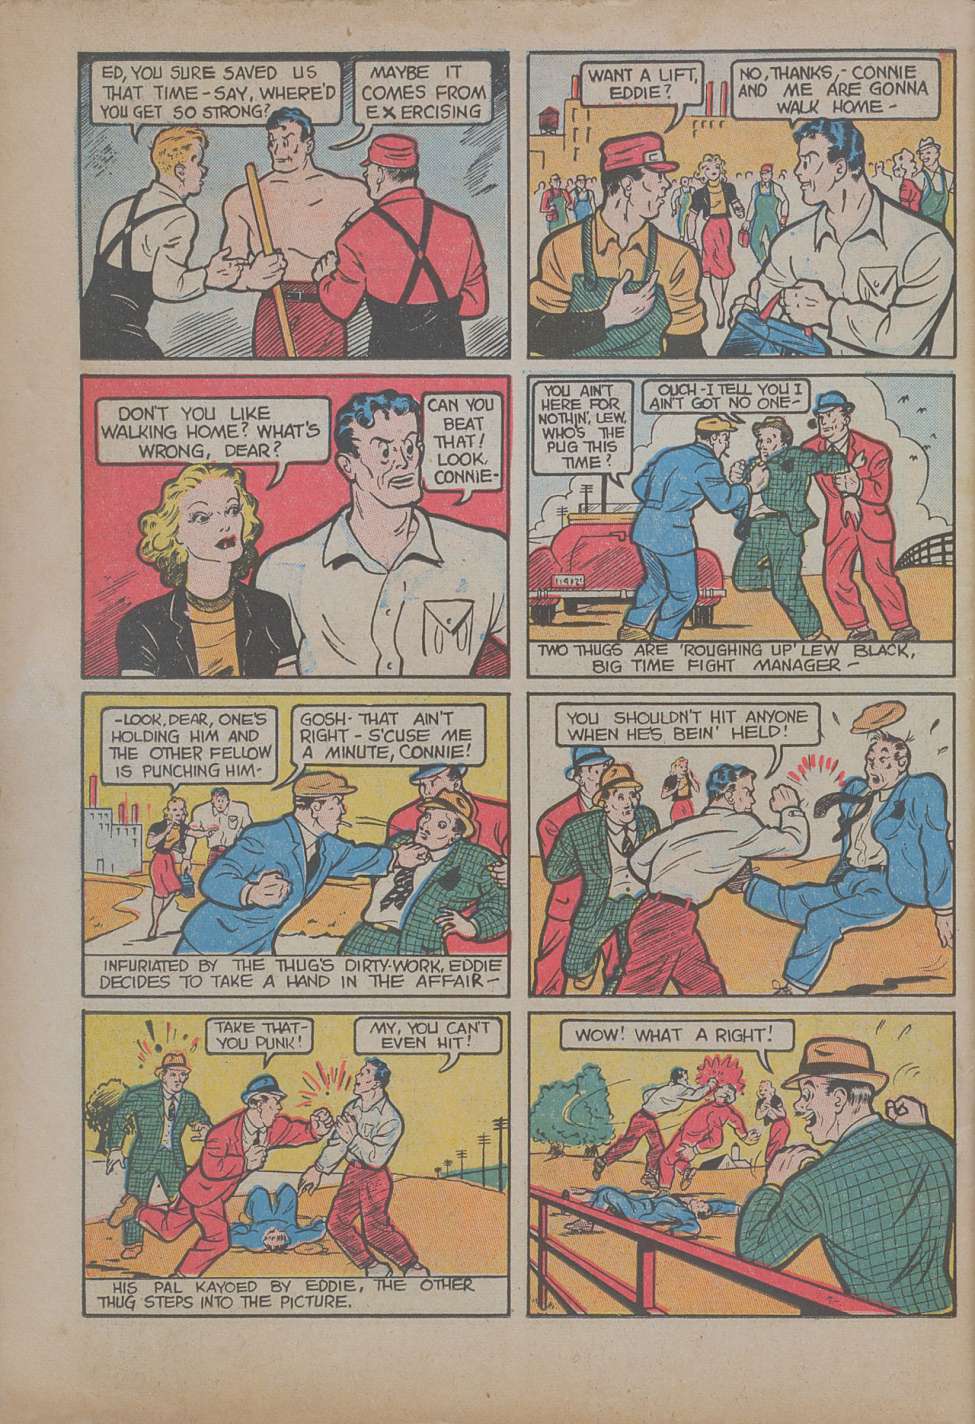 ED, YOU SURE SAVED US
THAT TIME - SAY, WHERE'D
YOU GET SO STRONG?
MAYBE IT
COMES FROM
EXERCISING
WANT A LIFT,
EDDIE?
NO, THANKS, - CONNIE
AND ME ARE GONNA
WALK HOME -
DON'T YOU LIKE
WALKING HOME? WHAT'S
WRONG, DEAR?
CAN YOU
BEAT
THAT!
LOOK,
CONNIE-
YOU AIN'T
HERE FOR
NOTHIN', LEW,
WHO'S THE
PUG THIS
TIME?
OUCH - I TELL YOU I
AIN'T GOT NO ONE-
TWO THUGS ARE 'ROUGHING UP' LEW BLACK,
BIG TIME FIGHT MANAGER -
-LOOK, DEAR, ONE'S
HOLDING HIM AND
THE OTHER FELLOW
IS PUNCHING HIM-
GOSH- THAT AIN'T
RIGHT - S'CUSE ME
A MINUTE, CONNIE!
INFURIATED BY THE THUG'S DIRTY-WORK, EDDIE
DECIDES TO TAKE A HAND IN THE AFFAIR -
YOU SHOULDN'T HIT ANYONE
WHEN HE'S BEIN' HELD!
TAKE THAT-
YOU PUNK!
MY, YOU CAN'T
EVEN HIT!
HIS PAL KAYOED BY EDDIE, THE OTHER
THUG STEPS INTO THE PICTURE.
WOW! WHAT A RIGHT!